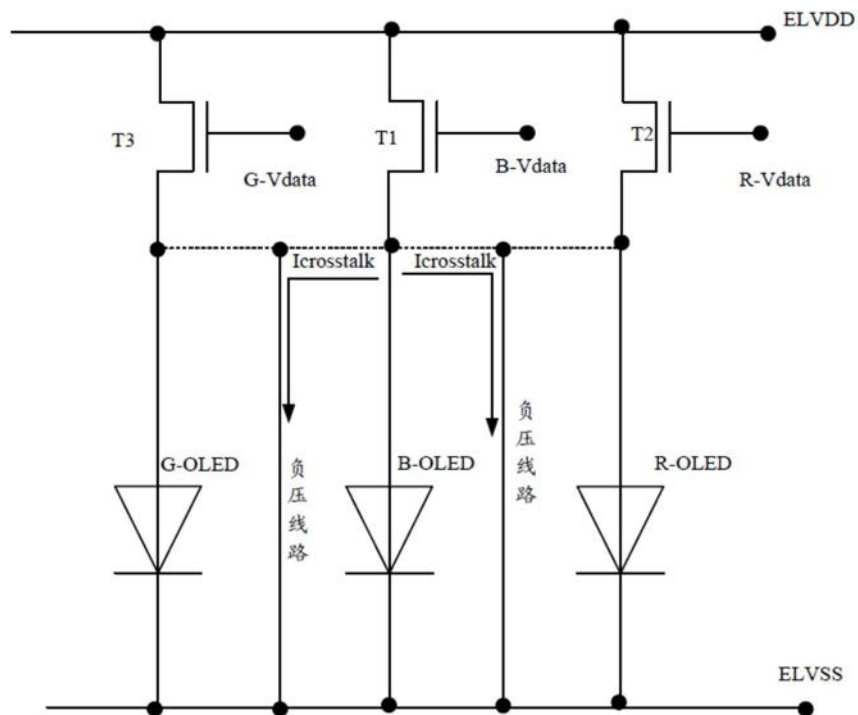 ELVDD
T3
T1
T2
G-Vdata
B-Vdata
R-Vdata
Icrosstalk
Icrosstalk
负压线路
G-OLED
负压线路
B-OLED
R-OLED
ELVSS